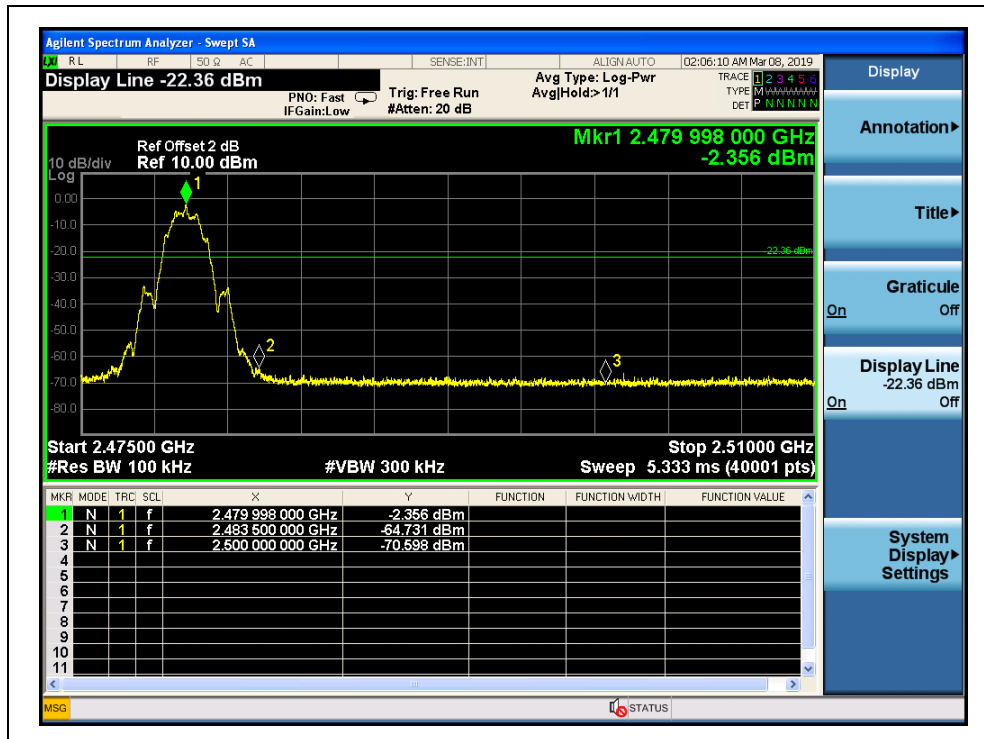 Agilent Spectrum Analyzer - Swept SA
LXI RL RF 50 Ω AC SENSE:INT ALIGN AUTO 02:06:10 AM Mar 08, 2019
Display Line -22.36 dBm
PNO: Fast
IFGain:Low
Trig: Free Run
#Atten: 20 dB
Avg Type: Log-Pwr
Avg|Hold:>1/1
TRACE 1 2 3 4 5 6
TYPE M
DET P N N N N N
Mkr1 2.479 998 000 GHz
-2.356 dBm
Ref Offset 2 dB
10 dB/div Ref 10.00 dBm
Log
1
0.00
-10.0
-20.0
-22.36 dBm
-30.0
-40.0
-50.0
-60.0
2
3
-70.0
-80.0
Start 2.47500 GHz Stop 2.51000 GHz
#Res BW 100 kHz #VBW 300 kHz Sweep 5.333 ms (40001 pts)
MKR MODE TRC SCL X Y FUNCTION FUNCTION WIDTH FUNCTION VALUE
1 N 1 f 2.479 998 000 GHz -2.356 dBm
2 N 1 f 2.483 500 000 GHz -64.731 dBm
3 N 1 f 2.500 000 000 GHz -70.598 dBm
4
5
6
7
8
9
10
11
MSG STATUS
Display
Annotation
Title
Graticule
On Off
Display Line
-22.36 dBm
On Off
System
Display
Settings